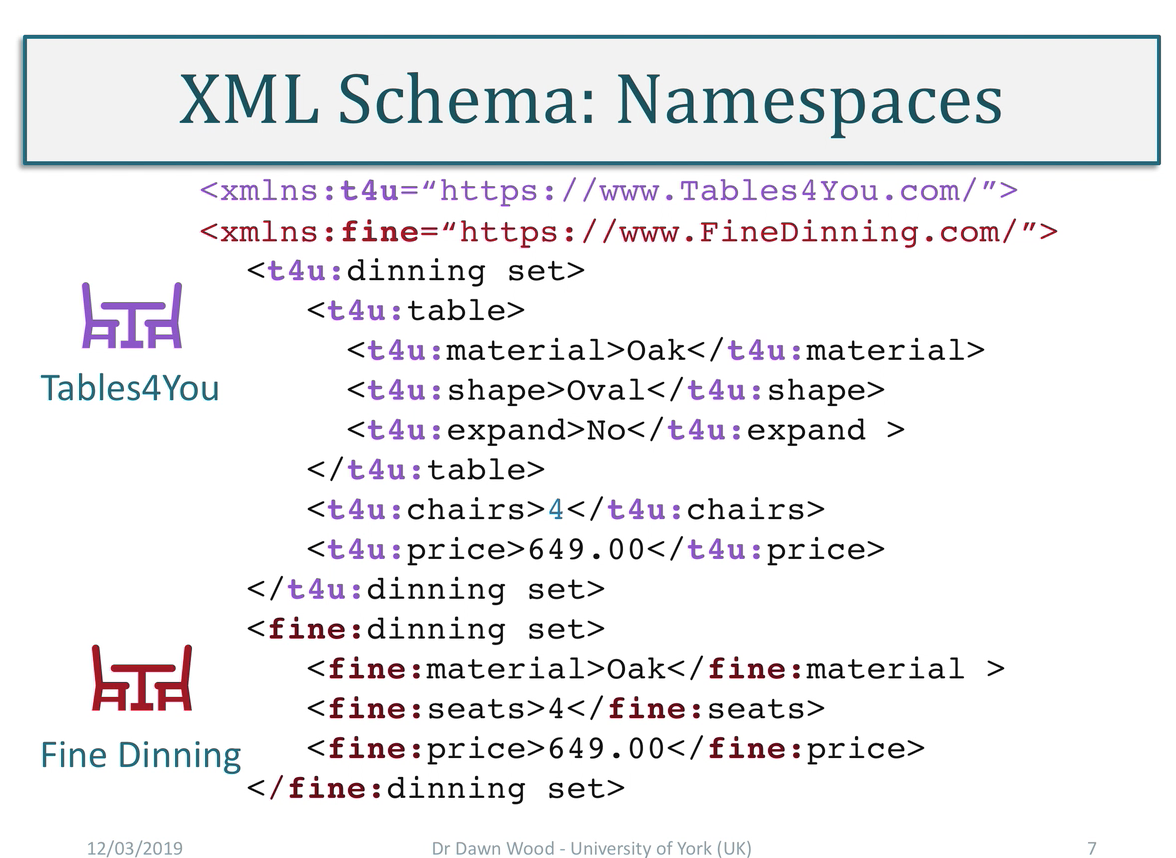 XML Schema: Namespaces
<xmlns:t4u=“https://www.Tables4You.com/”>
<xmlns:fine=“https://www.FineDinning.com/”>
<t4u:dinning set>
<t4u:table>
<t4u:material>Oak</t4u:material>
<t4u:shape>Oval</t4u:shape>
<t4u:expand>No</t4u:expand >
</t4u:table>
<t4u:chairs>4</t4u:chairs>
<t4u:price>649.00</t4u:price>
</t4u:dinning set>
Tables4You
<fine:dinning set>
<fine:material>Oak</fine:material >
<fine:seats>4</fine:seats>
<fine:price>649.00</fine:price>
</fine:dinning set>
Fine Dinning
12/03/2019
Dr Dawn Wood - University of York (UK)
7